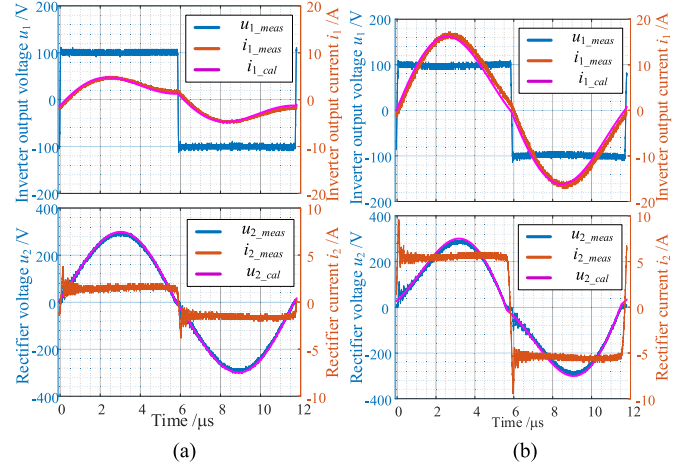 Inverter output voltage u1 /V
200
100
0
-100
-200
u1_meas
i1_meas
i1_cal
20
10
0
-10
-20
Inverter output current i1 /A
Rectifier voltage u2 /V
400
200
0
-200
-400
u2_meas
i2_meas
u2_cal
10
5
0
-5
-10
Rectifier current i2 /A
0 2 4 6 8 10 12
Time /μs
(a)
Inverter output voltage u1 /V
200
100
0
-100
-200
u1_meas
i1_meas
i1_cal
20
10
0
-10
-20
Inverter output current i1 /A
Rectifier voltage u2 /V
400
200
0
-200
-400
u2_meas
i2_meas
u2_cal
10
5
0
-5
-10
Rectifier current i2 /A
0 2 4 6 8 10 12
Time /μs
(b)